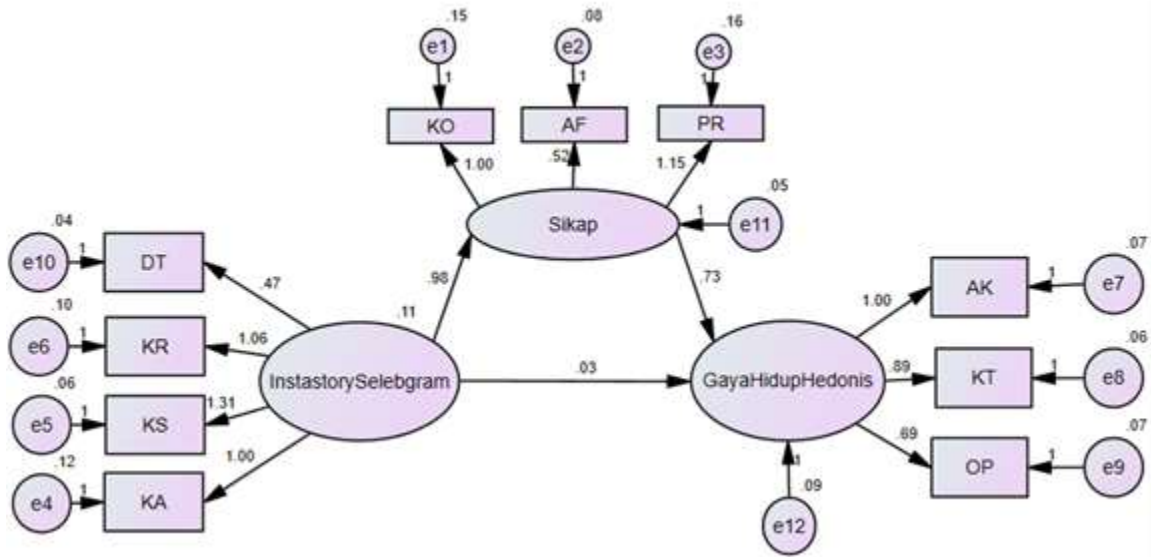 .15
.08
.16
e1
e2
e3
1
1
1
KO
AF
PR
1.00
.52
1.15
.05
Sikap
1
e11
.04
e10
1
DT
.47
.98
.73
.07
AK
1
e7
1.00
.10
e6
1
KR
1.06
.11
InstastorySelebgram
.03
GayaHidupHedonis
.89
KT
1
e8
.06
.06
e5
1
KS
1.31
.69
.07
OP
1
e9
.12
e4
1
KA
1.00
1
.09
e12